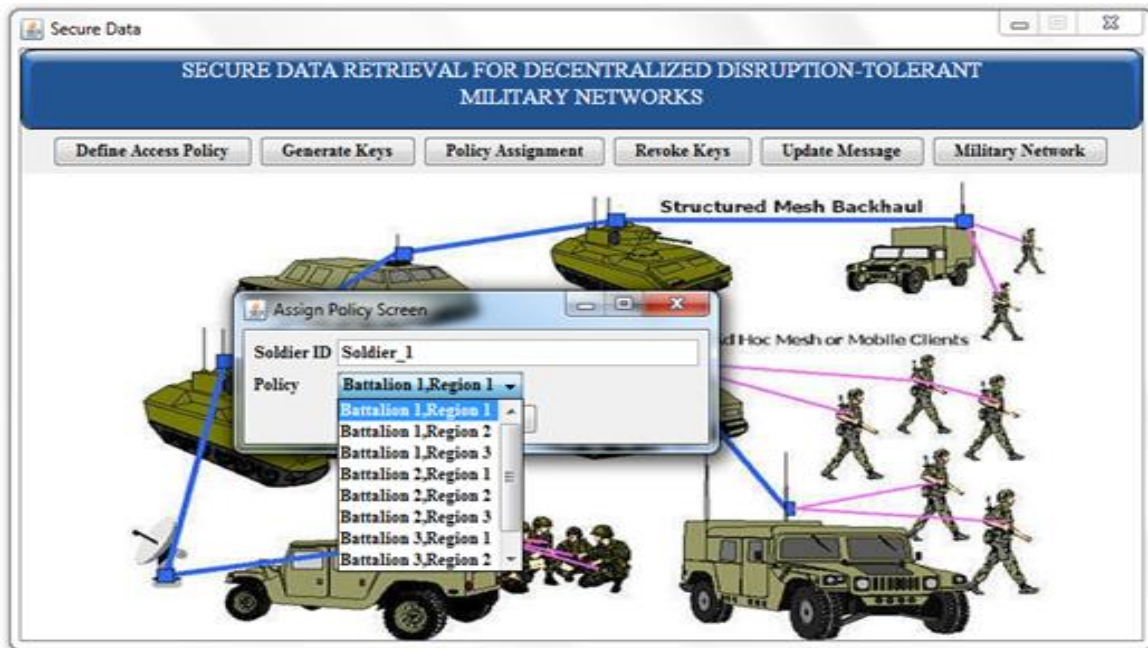 Secure Data
SECURE DATA RETRIEVAL FOR DECENTRALIZED DISRUPTION-TOLERANT
MILITARY NETWORKS
Define Access Policy
Generate Keys
Policy Assignment
Revoke Keys
Update Message
Military Network
Structured Mesh Backhaul
Assign Policy Screen
Soldier ID Soldier_1
Hoc Mesh or Mobile Clients
Policy Battalion 1,Region 1
Battalion 1,Region 1
Battalion 1,Region 2
Battalion 1,Region 3
Battalion 2,Region 1
Battalion 2,Region 2
Battalion 2,Region 3
Battalion 3,Region 1
Battalion 3,Region 2